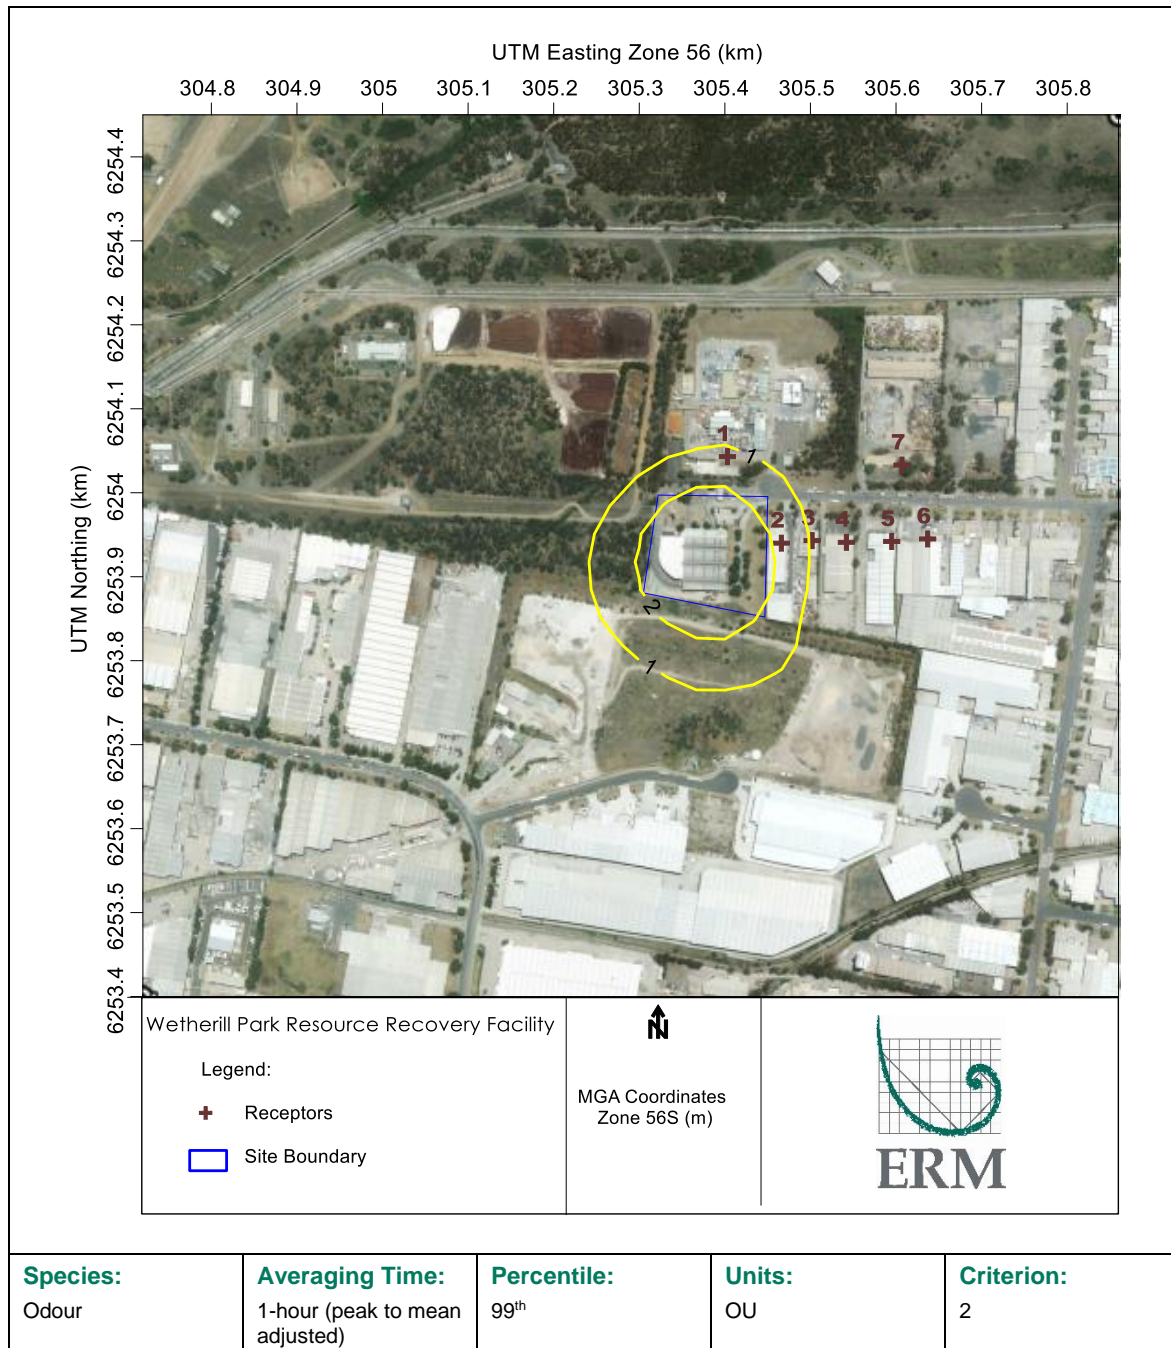 UTM Easting Zone 56 (km)
304.8 304.9 305 305.1 305.2 305.3 305.4 305.5 305.6 305.7 305.8
UTM Northing (km)
6254.4
6254.3
6254.2
6254.1
6254
6253.9
6253.8
6253.7
6253.6
6253.5
6253.4
1
1
7
2 3 4 5 6
2
1
Wetherill Park Resource Recovery Facility
Legend:
Receptors
Site Boundary
N
MGA Coordinates
Zone 56S (m)
ERM
Species: Averaging Time: Percentile: Units: Criterion:
Odour 1-hour (peak to mean 99th OU 2
adjusted)